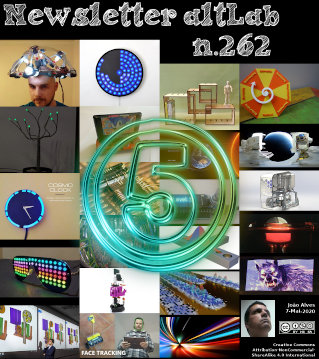 Newsletter altLab
n.262
5
COSMO
CLOCK
FACE TRACKING
João Alves
7-Mai-2020
Creative Commons
Attribution-NonCommercial-
ShareAlike 4.0 International